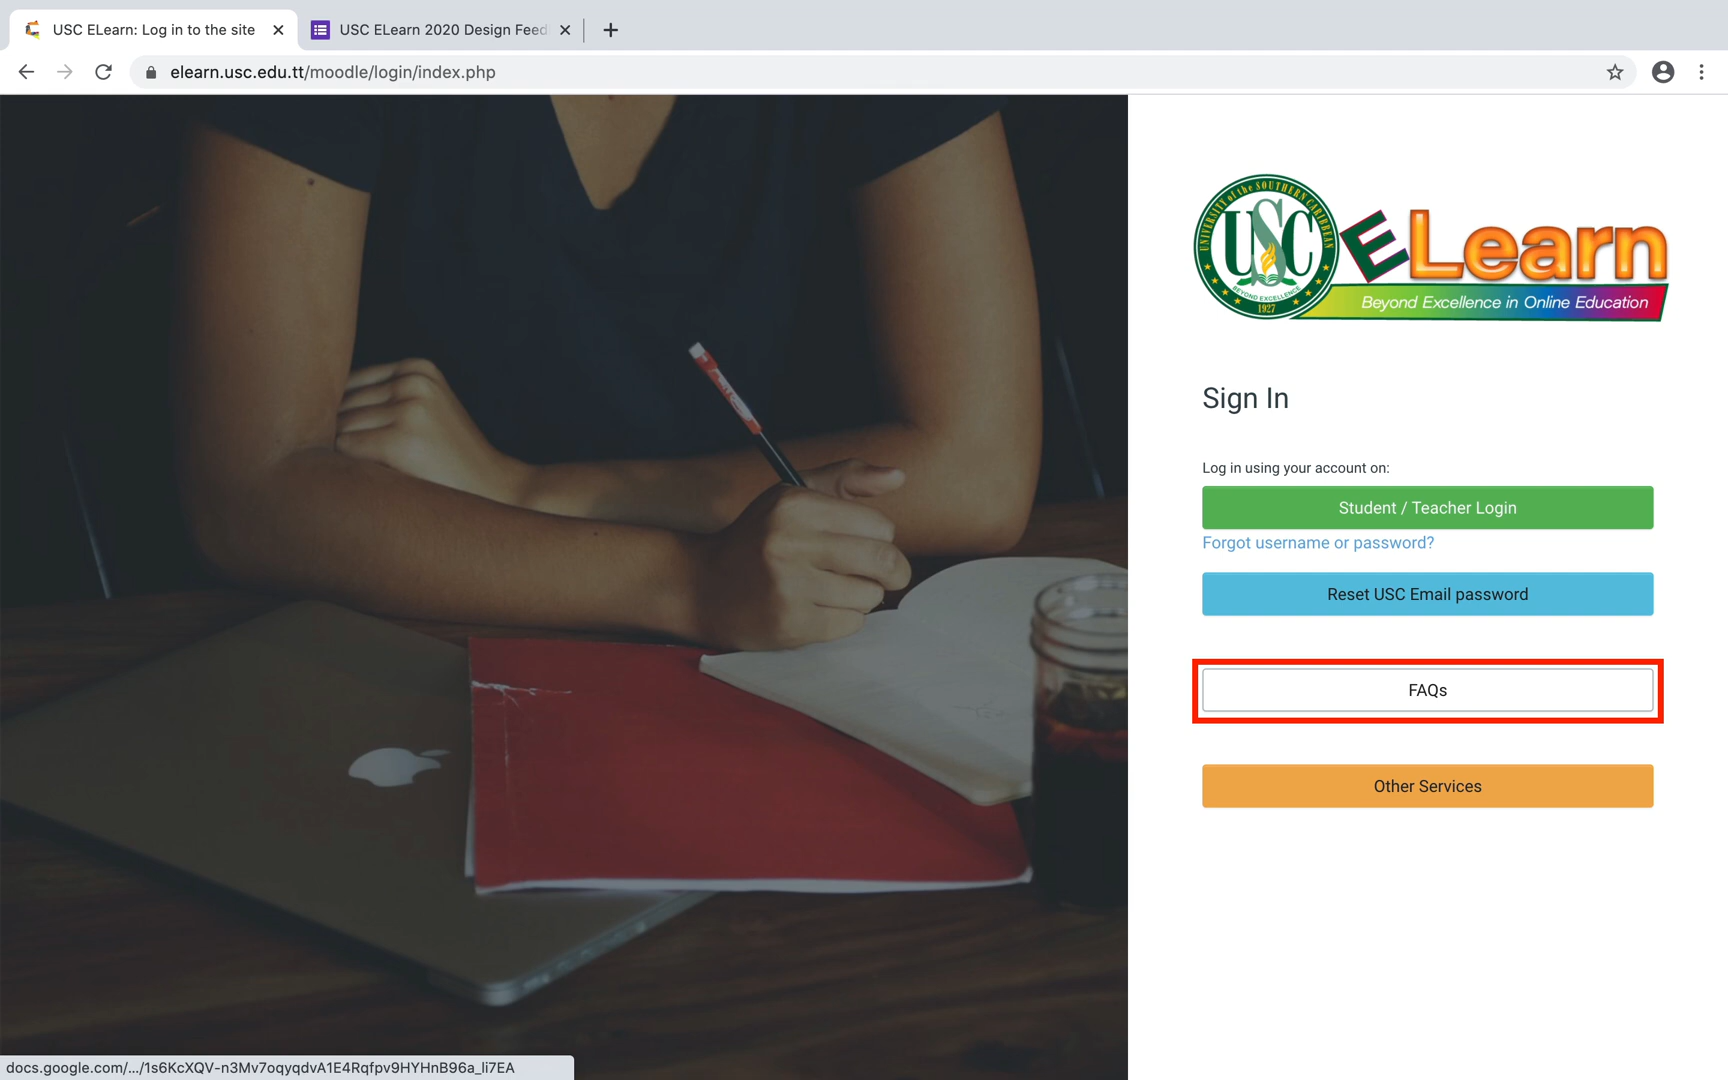 USC ELearn: Log in to the site
USC ELearn 2020 Design Feed
elearn.usc.edu.tt/moodle/login/index.php
UNIVERSITY of the SOUTHERN CARIBBEAN
USC
BEYOND EXCELLENCE
1927
ELearn
Beyond Excellence in Online Education
Sign In
Log in using your account on:
Student / Teacher Login
Forgot username or password?
Reset USC Email password
FAQs
Other Services
docs.google.com/.../1s6KcXQV-n3Mv7oqyqdvA1E4Rqfpv9HYHnB96a_li7EA